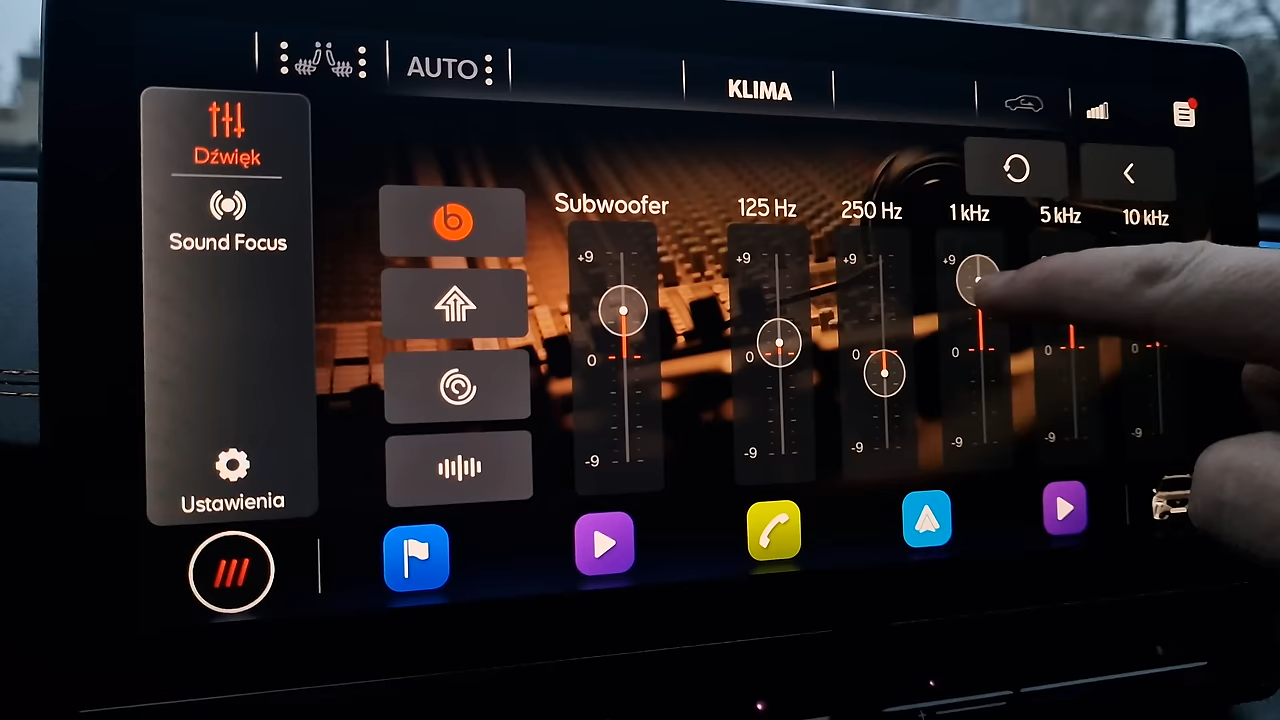 AUTO
KLIMA
Dźwięk
Sound Focus
Ustawienia
Subwoofer
125 Hz
250 Hz
1 kHz
5 kHz
10 kHz
+9
+9
+9
+9
0
0
0
0
0
0
-9
-9
-9
-9
-9
-9